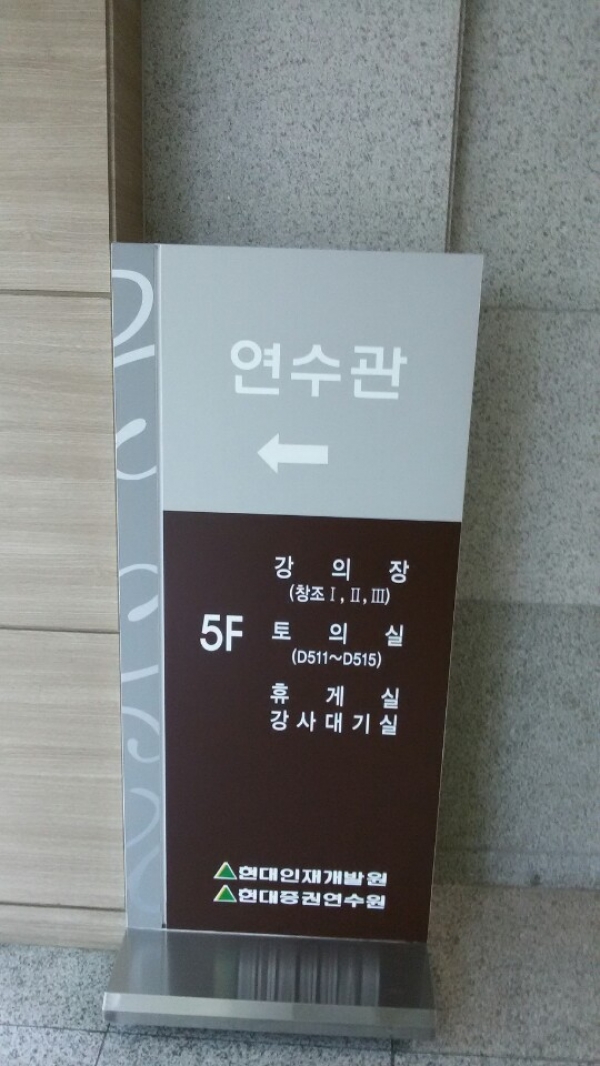 연수관
←
강 의 장
(창조Ⅰ,Ⅱ,Ⅲ)
5F 토 의 실
(D511~D515)
휴 게 실
강사대기실
현대인재개발원
현대증권연수원